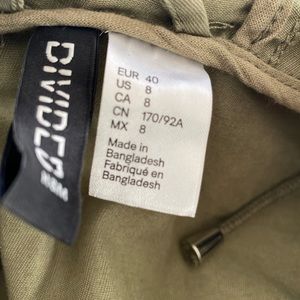 DIVIDED
H&M
EUR 40
US 8
CA 8
CN 170/92A
MX 8
Made in
Bangladesh
Fabriqué en
Bangladesh